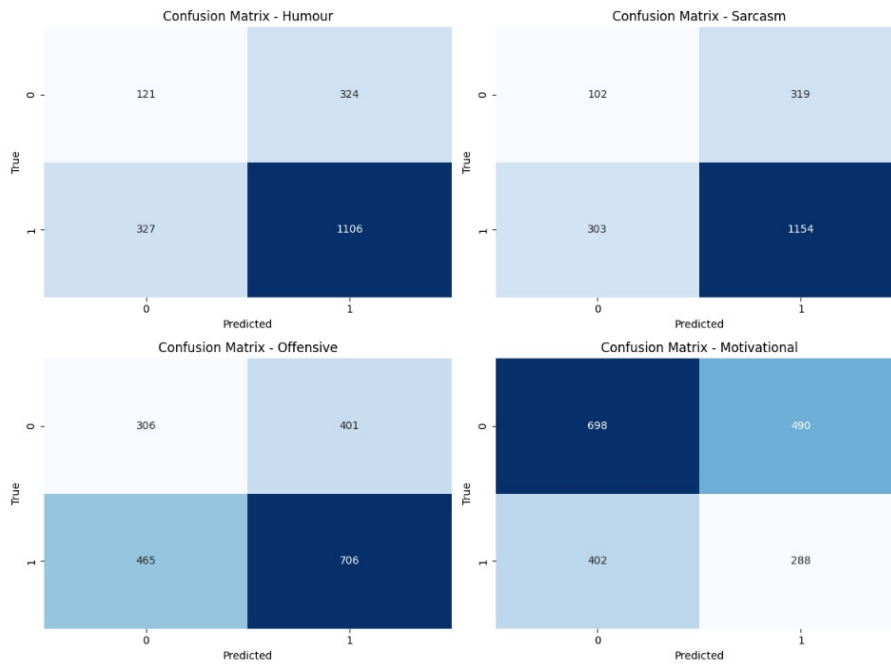 Confusion Matrix - Humour
0
121
324
True
1
327
1106
0
1
Predicted
Confusion Matrix - Sarcasm
0
102
319
True
1
303
1154
0
1
Predicted
Confusion Matrix - Offensive
0
306
401
True
1
465
706
0
1
Predicted
Confusion Matrix - Motivational
0
698
490
True
1
402
288
0
1
Predicted